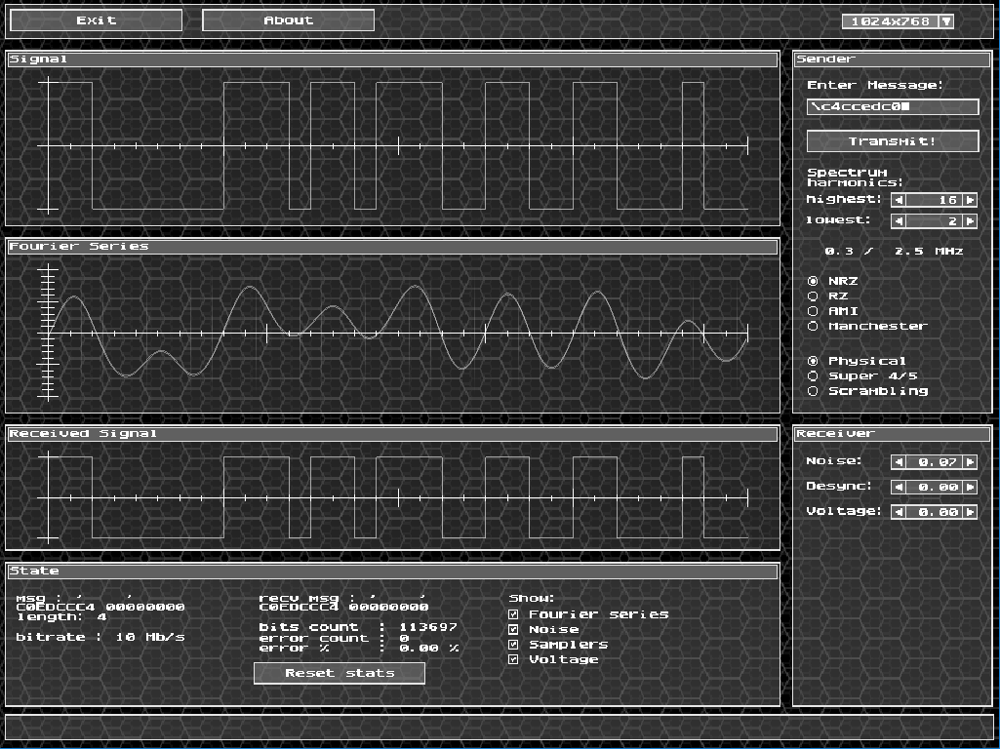 Exit
About
1024x768
Signal
Sender
Enter Message:
\c4ccedc0
Transmit!
Spectrum
harmonics:
highest: 16
lowest: 2
0.3 / 2.5 MHz
NRZ
RZ
AMI
Manchester
Physical
Super 4/5
Scrambling
Fourier Series
Received Signal
Receiver
Noise: 0.07
Desync: 0.00
Voltage: 0.00
State
msg : ,    ,
C0EDCCC4 00000000
length: 4
bitrate : 10 Mb/s
recv msg : ,    ,
C0EDCCC4 00000000
bits count : 113697
error count : 0
error % : 0.00 %
Reset stats
Show:
Fourier series
Noise
Samplers
Voltage